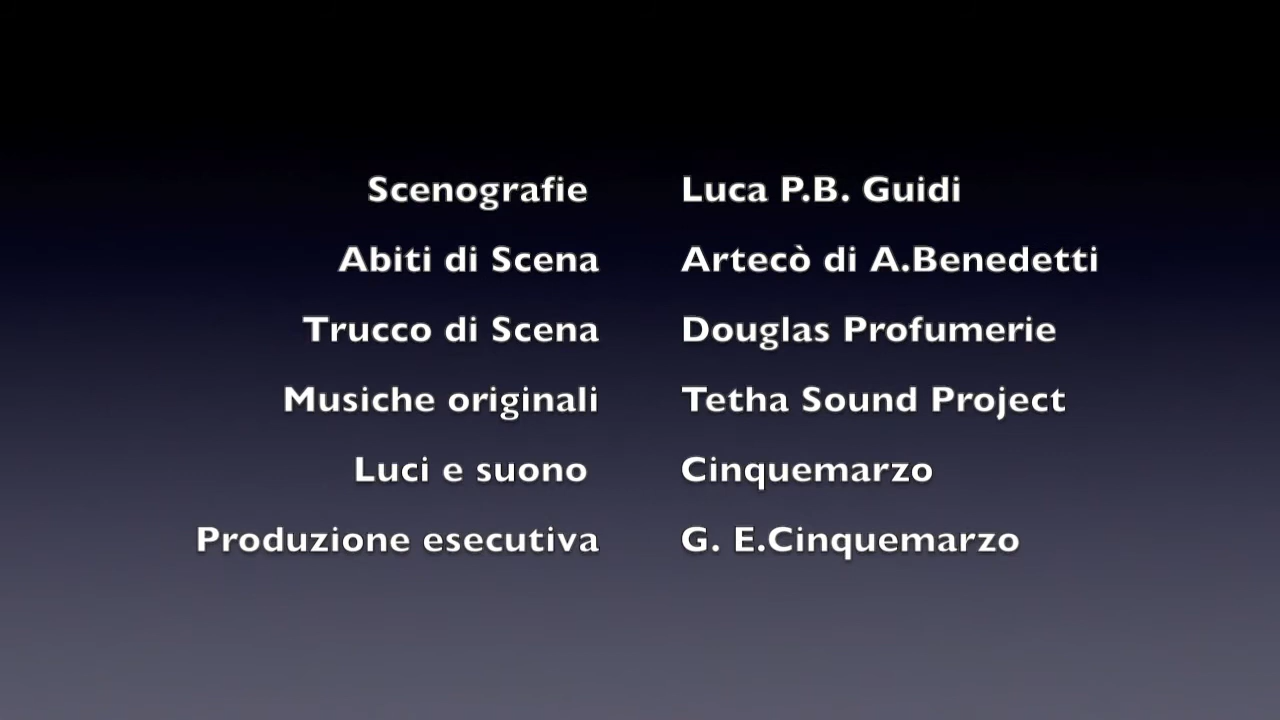 Scenografie Luca P.B. Guidi
Abiti di Scena Artecò di A.Benedetti
Trucco di Scena Douglas Profumerie
Musiche originali Tetha Sound Project
Luci e suono Cinquemarzo
Produzione esecutiva G. E.Cinquemarzo